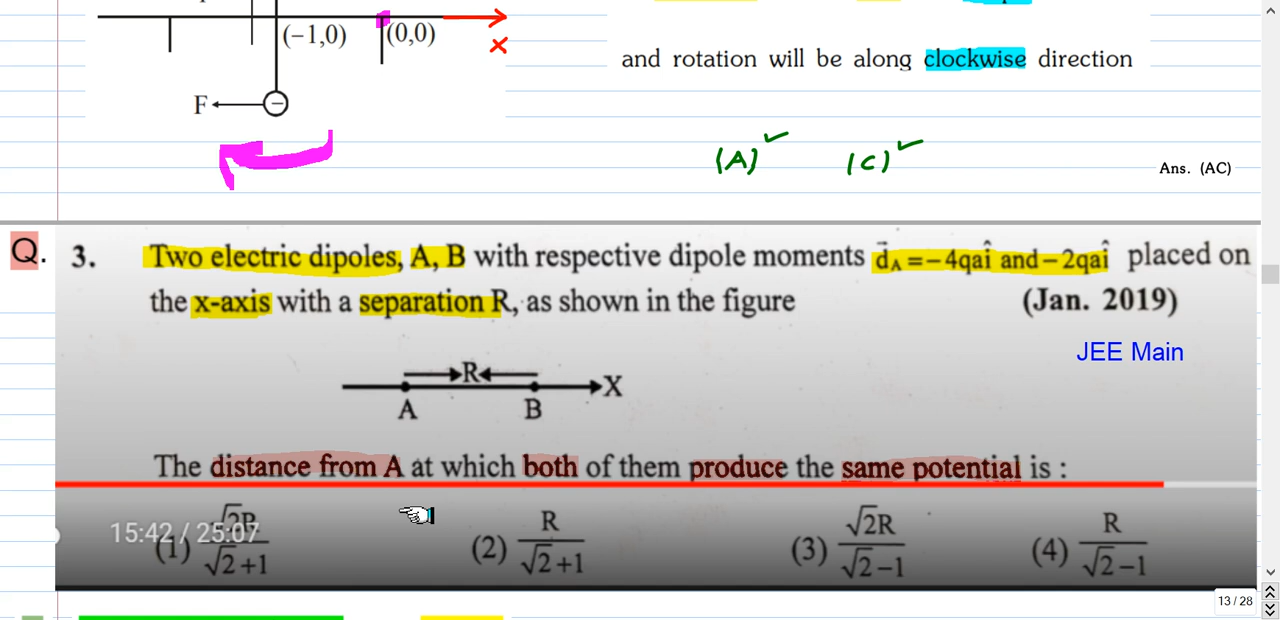 (−1,0) (0,0)
X
F
−
and rotation will be along clockwise direction
(A) (C)
Ans. (AC)
Q. 3. Two electric dipoles, A, B with respective dipole moments d⃗_A = −4qaî and −2qaî placed on
the x-axis with a separation R, as shown in the figure (Jan. 2019)
JEE Main
R X
A B
The distance from A at which both of them produce the same potential is :
15:42 / 25:07
(1) √2R/√2+1 (2) R/√2+1 (3) √2R/√2−1 (4) R/√2−1
13 / 28